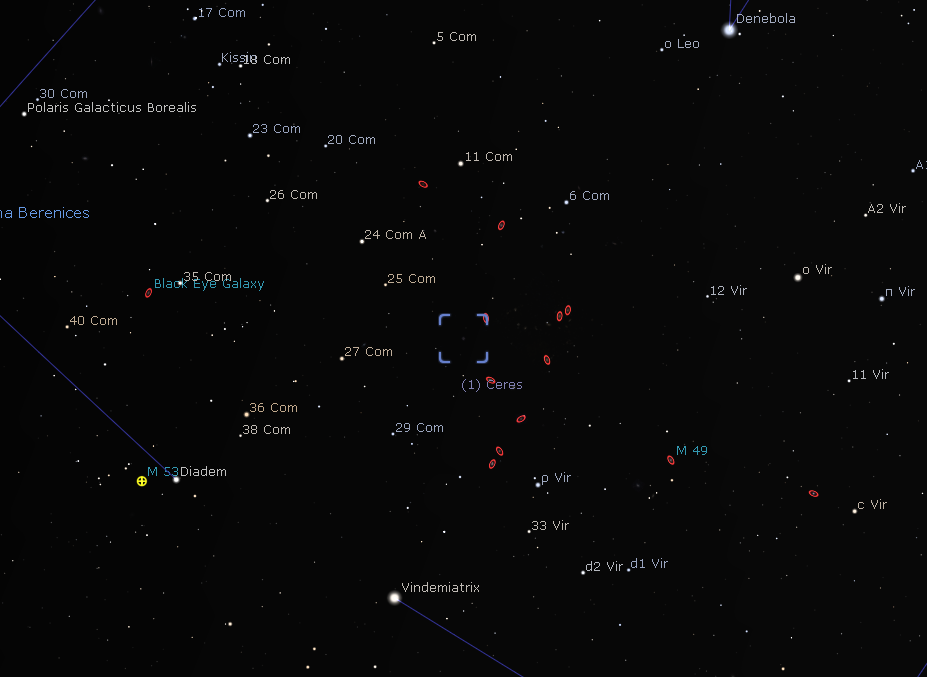 17 Com
Denebola
5 Com
ο Leo
Kissin
18 Com
30 Com
Polaris Galacticus Borealis
23 Com
20 Com
11 Com
A
26 Com
6 Com
A2 Vir
na Berenices
24 Com A
35 Com
ο Vir
25 Com
Black Eye Galaxy
12 Vir
π Vir
40 Com
27 Com
11 Vir
(1) Ceres
36 Com
29 Com
38 Com
M 49
M 53
Diadem
ρ Vir
c Vir
33 Vir
d2 Vir
d1 Vir
Vindemiatrix